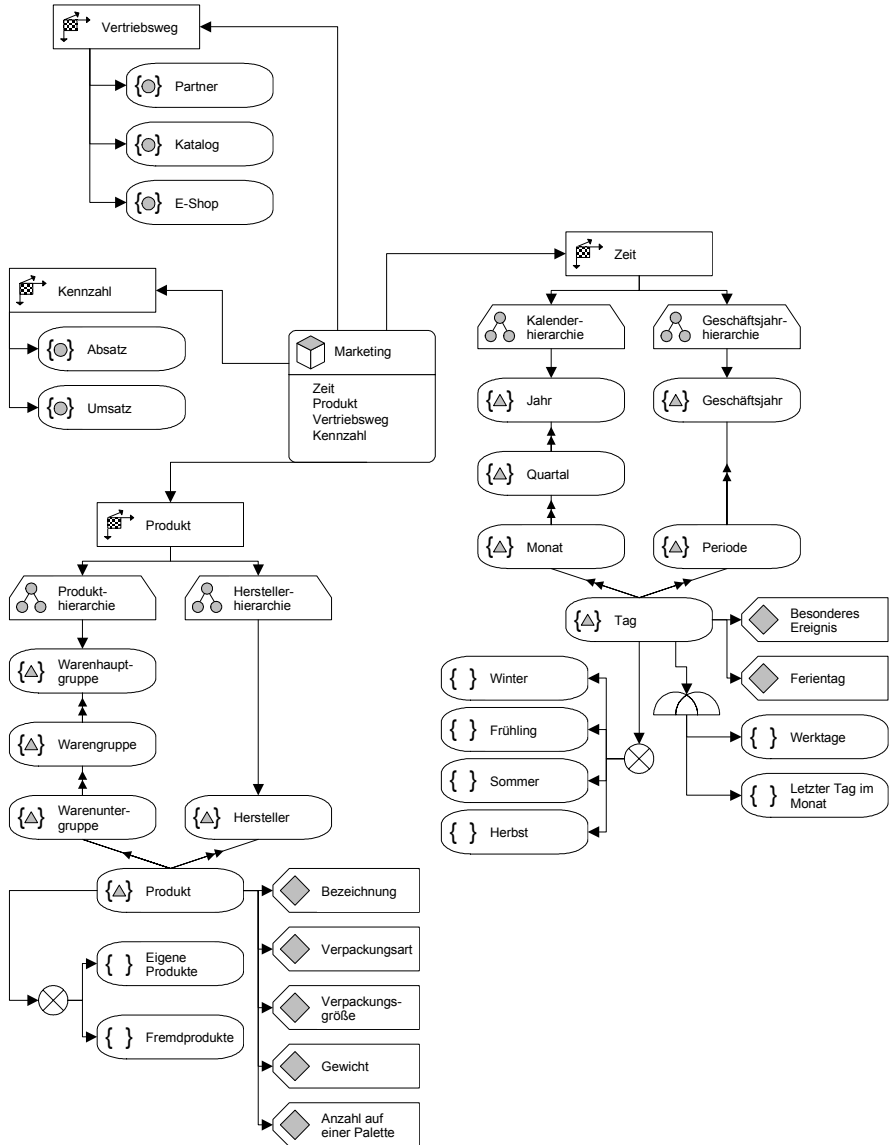 Vertriebsweg
Partner
Katalog
E-Shop
Kennzahl
Absatz
Umsatz
Marketing
Zeit
Produkt
Vertriebsweg
Kennzahl
Zeit
Kalender-
hierarchie
Geschäftsjahr-
hierarchie
Jahr
Geschäftsjahr
Quartal
Monat
Periode
Tag
Besonderes
Ereignis
Ferientag
Winter
Frühling
Sommer
Herbst
Werktage
Letzter Tag im
Monat
Produkt
Produkt-
hierarchie
Hersteller-
hierarchie
Warenhaupt-
gruppe
Warengruppe
Warenunter-
gruppe
Hersteller
Produkt
Bezeichnung
Verpackungsart
Verpackungs-
größe
Gewicht
Anzahl auf
einer Palette
Eigene
Produkte
Fremdprodukte